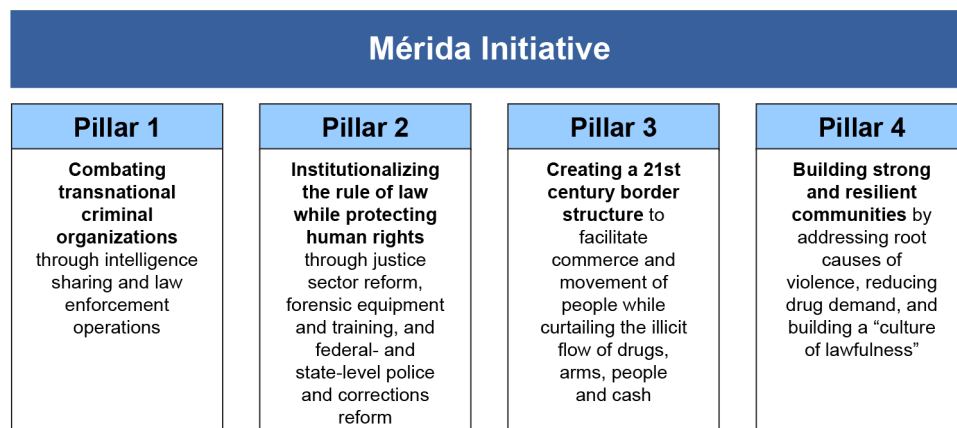 Mérida Initiative
Pillar 1
Combating
transnational
criminal
organizations
through intelligence
sharing and law
enforcement
operations
Pillar 2
Institutionalizing
the rule of law
while protecting
human rights
through justice
sector reform,
forensic equipment
and training, and
federal- and
state-level police
and corrections
reform
Pillar 3
Creating a 21st
century border
structure to
facilitate
commerce and
movement of
people while
curtailing the illicit
flow of drugs,
arms, people
and cash
Pillar 4
Building strong
and resilient
communities by
addressing root
causes of
violence, reducing
drug demand, and
building a “culture
of lawfulness”